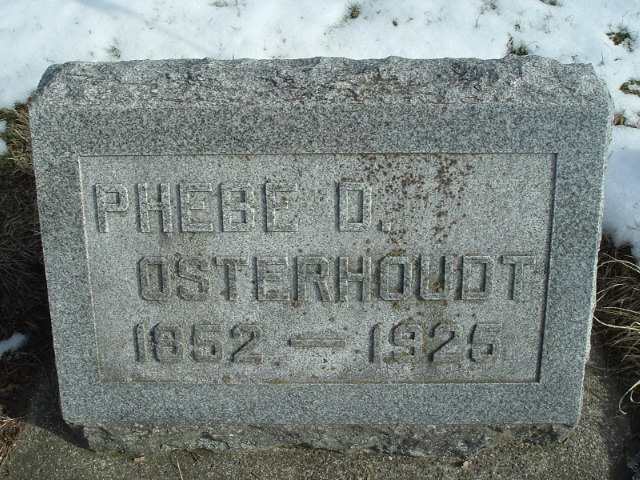 PHEBE D.
OSTERHOUDT
1852 — 1925